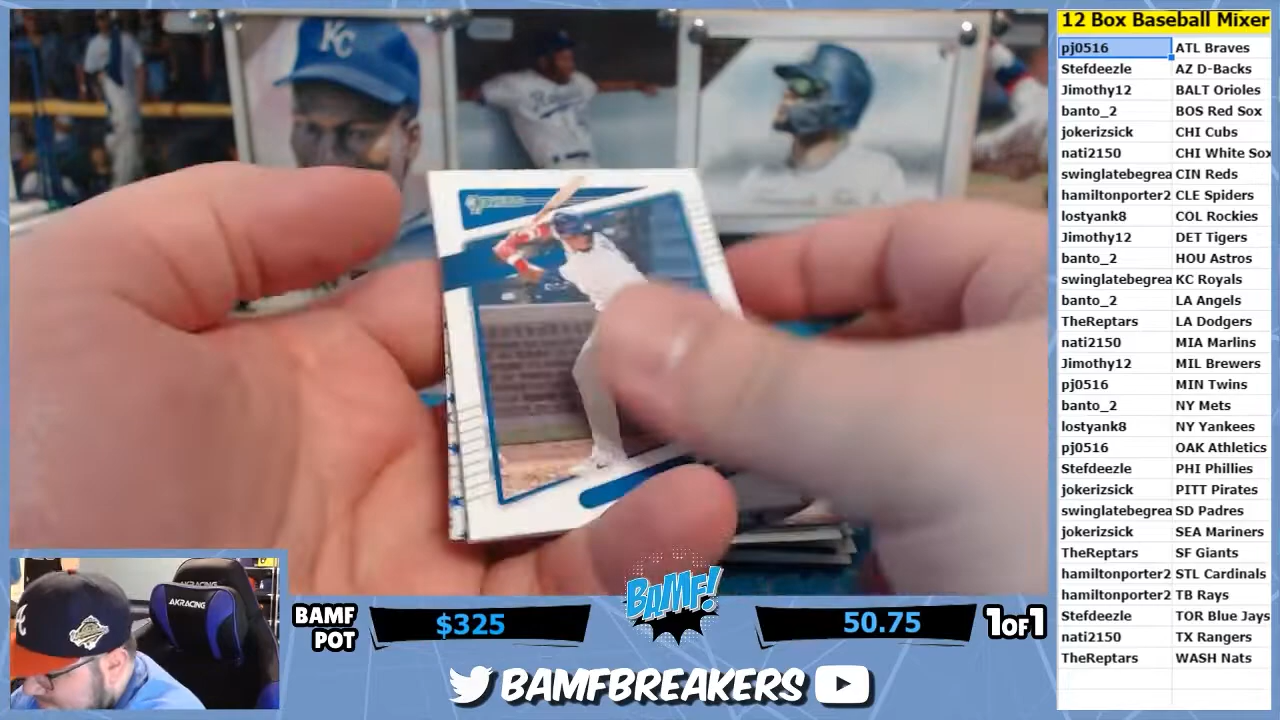 12 Box Baseball Mixer
pj0516 ATL Braves
Stefdeezle AZ D-Backs
Jimothy12 BALT Orioles
banto_2 BOS Red Sox
jokerizsick CHI Cubs
nati2150 CHI White Sox
swinglatebegrea CIN Reds
hamiltonporter2 CLE Spiders
lostyank8 COL Rockies
Jimothy12 DET Tigers
banto_2 HOU Astros
swinglatebegrea KC Royals
banto_2 LA Angels
TheReptars LA Dodgers
nati2150 MIA Marlins
Jimothy12 MIL Brewers
pj0516 MIN Twins
banto_2 NY Mets
lostyank8 NY Yankees
pj0516 OAK Athletics
Stefdeezle PHI Phillies
jokerizsick PITT Pirates
swinglatebegrea SD Padres
jokerizsick SEA Mariners
TheReptars SF Giants
hamiltonporter2 STL Cardinals
hamiltonporter2 TB Rays
Stefdeezle TOR Blue Jays
nati2150 TX Rangers
TheReptars WASH Nats
KC
AKRACING
AKRACING
BAMF POT
$325
BAMF!
50.75
1OF1
BAMFBREAKERS